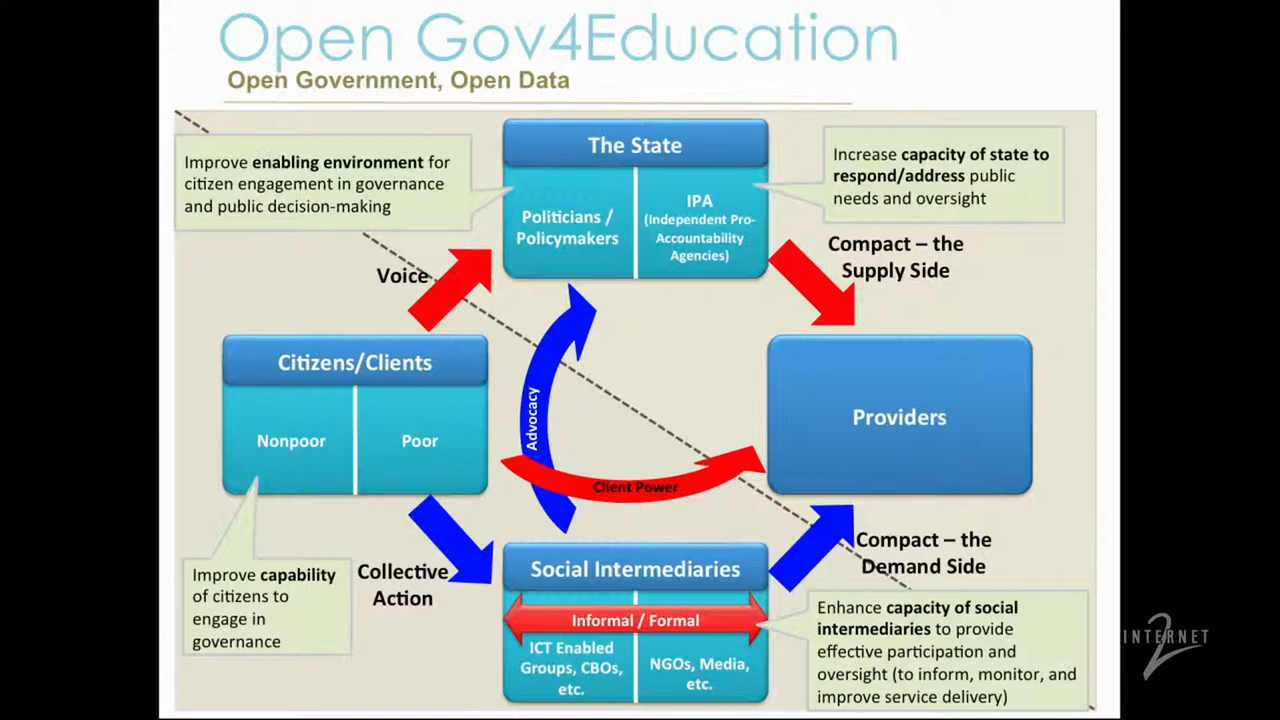 Open Gov4Education
Open Government, Open Data
Improve enabling environment for
citizen engagement in governance
and public decision-making
The State
Politicians /
Policymakers
IPA
(Independent Pro-
Accountability
Agencies)
Increase capacity of state to
respond/address public
needs and oversight
Voice
Compact – the
Supply Side
Citizens/Clients
Nonpoor
Poor
Advocacy
Client Power
Providers
Improve capability
of citizens to
engage in
governance
Collective
Action
Social Intermediaries
Informal / Formal
ICT Enabled
Groups, CBOs,
etc.
NGOs, Media,
etc.
Compact – the
Demand Side
Enhance capacity of social
intermediaries to provide
effective participation and
oversight (to inform, monitor, and
improve service delivery)
INTERNET
2